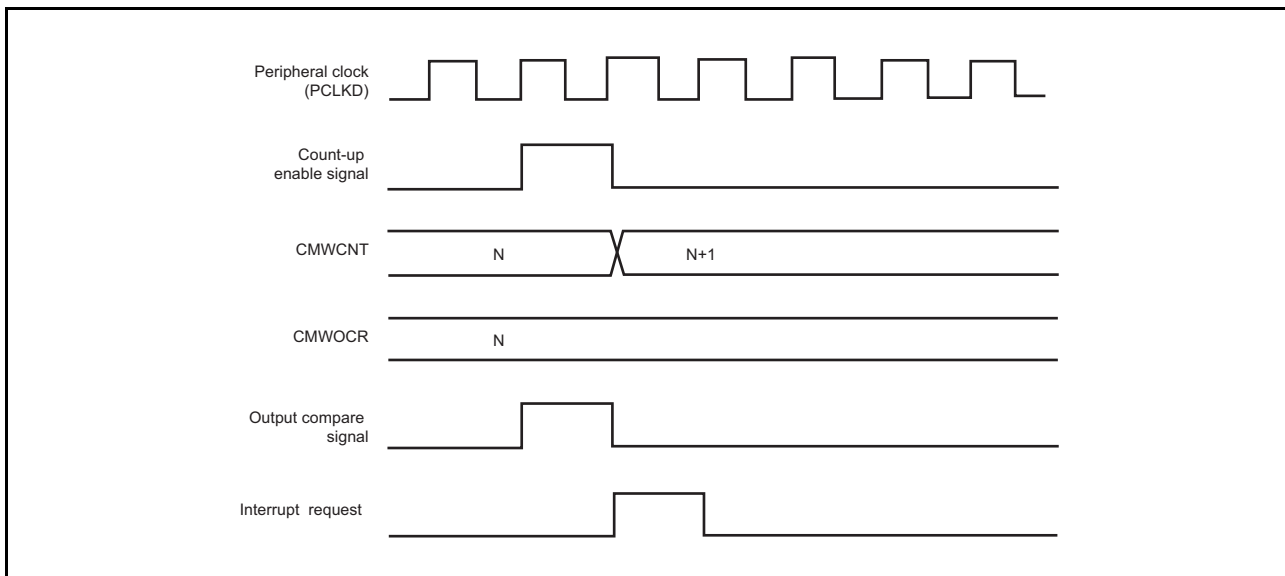 Peripheral clock
(PCLKD)
Count-up
enable signal
CMWCNT
N
N+1
CMWOCR
N
Output compare
signal
Interrupt request